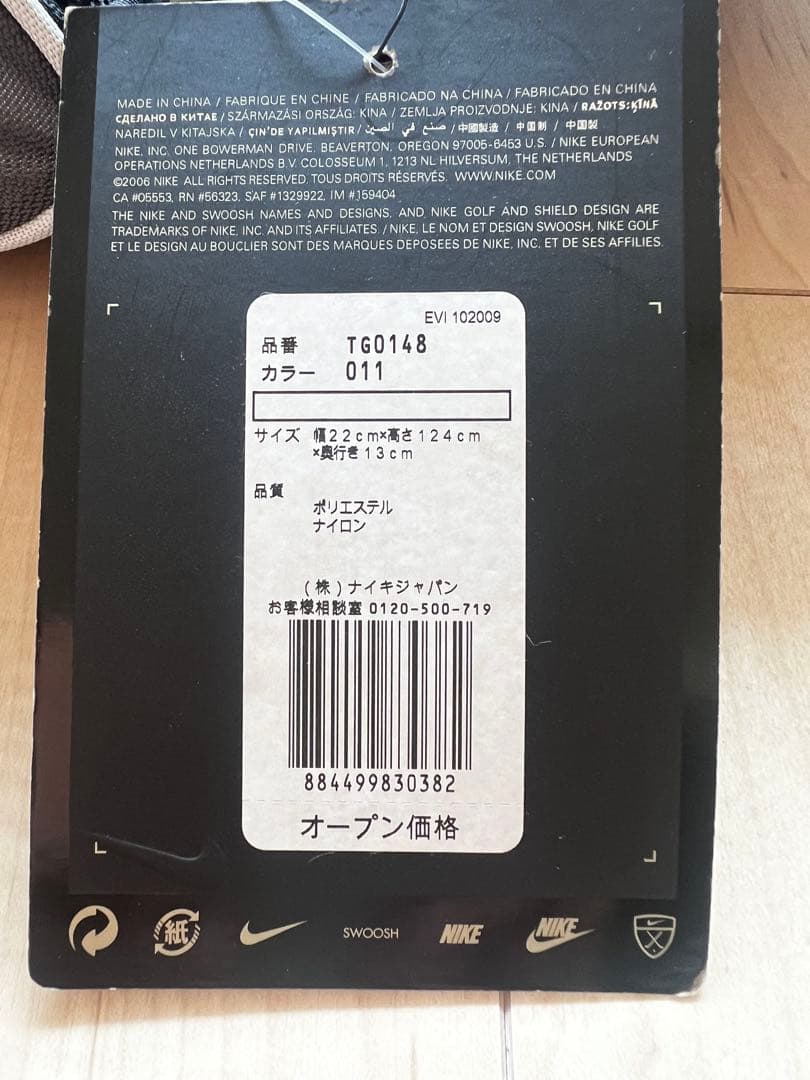 MADE IN CHINA / FABRIQUE EN CHINE / FABRICADO NA CHINA / FABRICADO EN CHINA
СДЕЛАНО В КИТАЕ / SZÁRMAZÁSI ORSZÁG: KINA / ZEMLJA PROIZVODNJE: KINA / RAŽOTS: ĶĪNĀ
NAREDIL V KITAJSKA / ÇIN'DE YAPILMIŞTIR / صنع في الصين / 中國製造 / 中国制 / 中国製
NIKE, INC. ONE BOWERMAN DRIVE, BEAVERTON, OREGON 97005-6453 U.S. / NIKE EUROPEAN
OPERATIONS NETHERLANDS B.V. COLOSSEUM 1, 1213 NL HILVERSUM, THE NETHERLANDS
©2006 NIKE ALL RIGHTS RESERVED. TOUS DROITS RÉSERVÉS. WWW.NIKE.COM
CA #05553, RN #56323, SAF #1329922, IM #159404
THE NIKE AND SWOOSH NAMES AND DESIGNS, AND NIKE GOLF AND SHIELD DESIGN ARE
TRADEMARKS OF NIKE, INC. AND ITS AFFILIATES. / NIKE, LE NOM ET DESIGN SWOOSH, NIKE GOLF
ET LE DESIGN AU BOUCLIER SONT DES MARQUES DEPOSEES DE NIKE, INC. ET DE SES AFFILIES.
EVI 102009
品番 TG0148
カラー 011
サイズ 幅22cm×高さ124cm
×奥行き13cm
品質
ポリエステル
ナイロン
(株)ナイキジャパン
お客様相談室 0120-500-719
884499830382
オープン価格
紙 SWOOSH NIKE NIKE